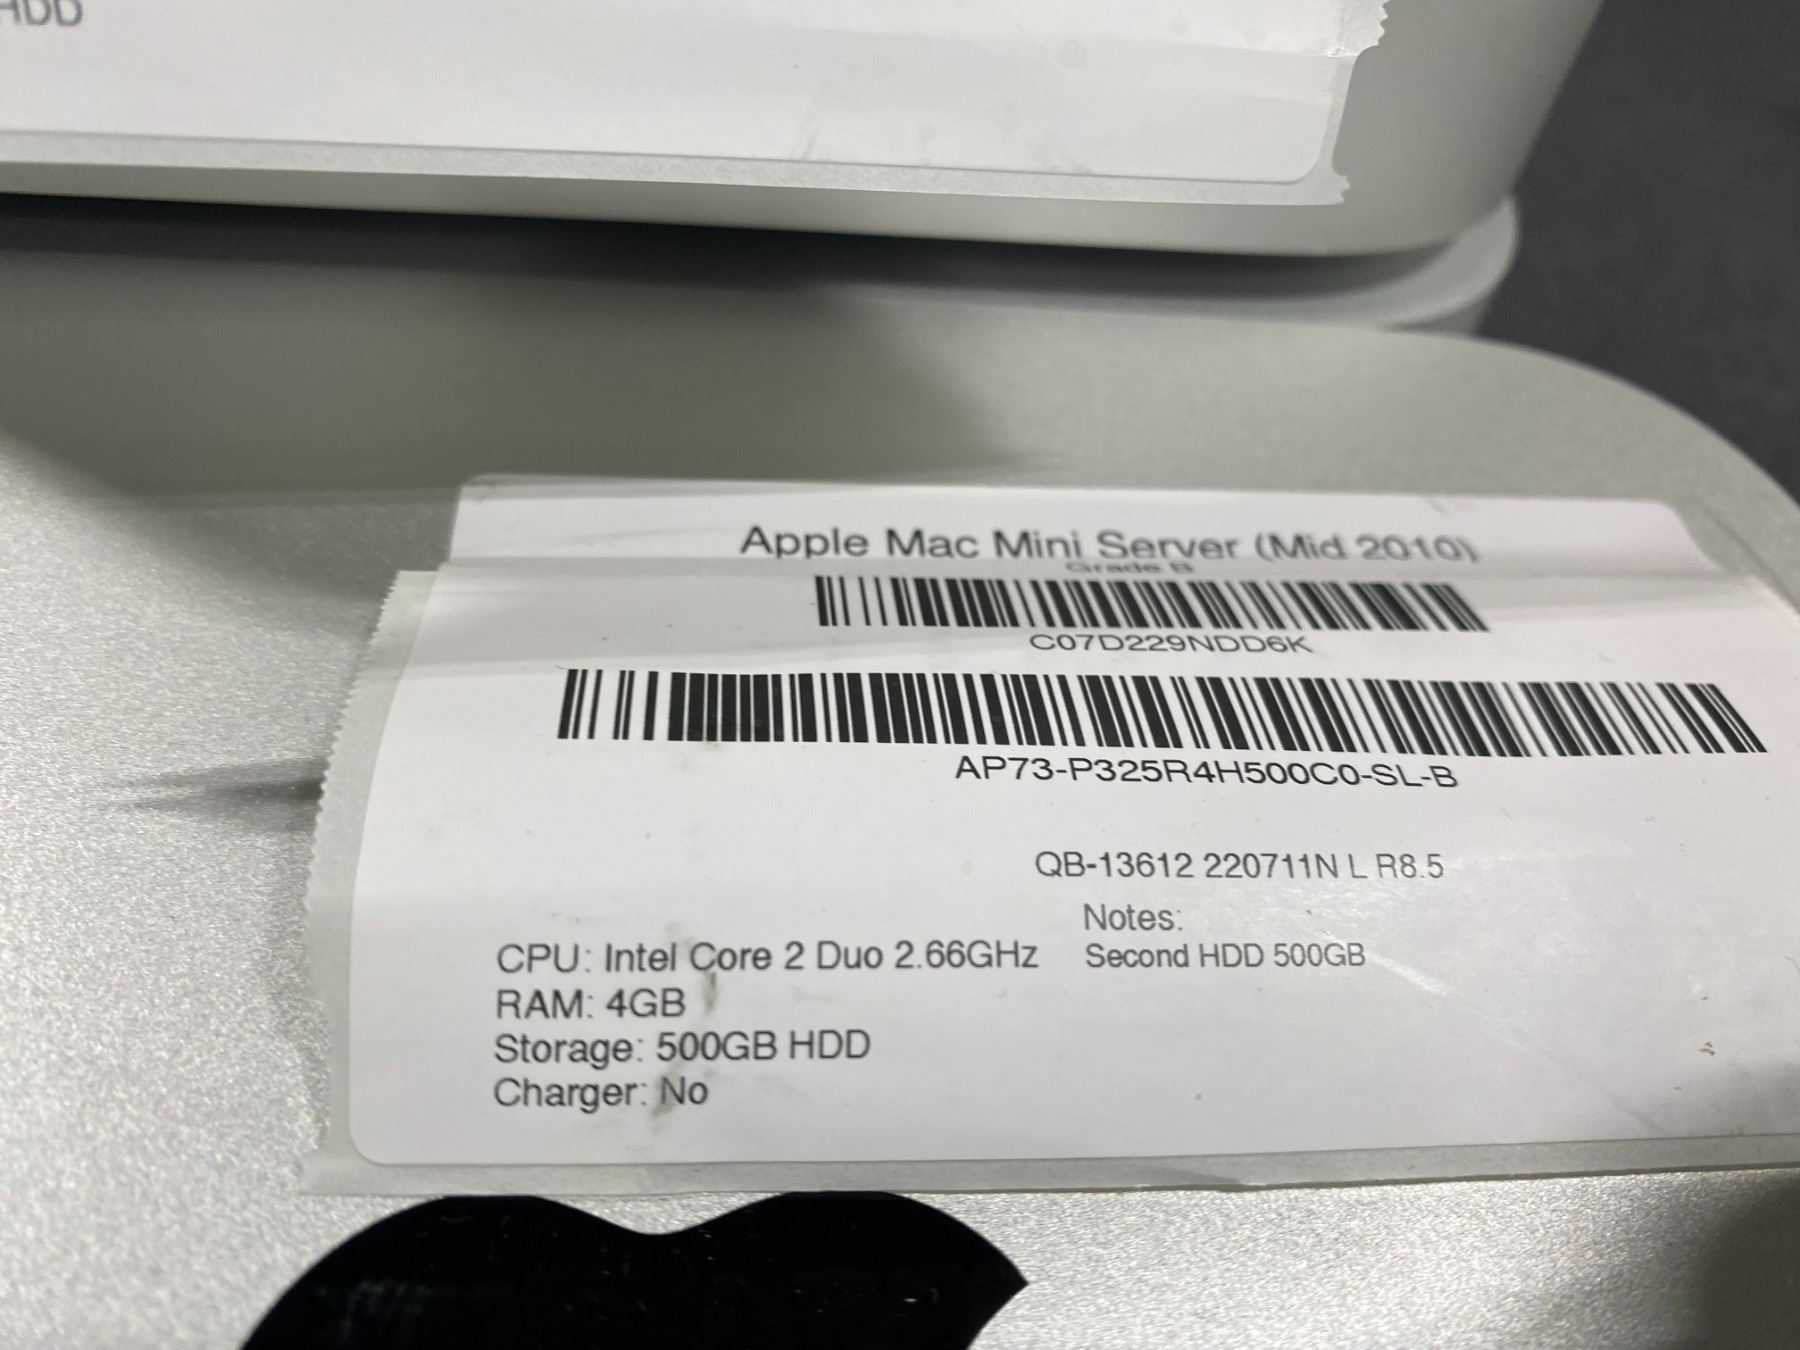 HDD
Apple Mac Mini Server (Mid 2010)
Grade B
C07D229NDD6K
AP73-P325R4H500C0-SL-B
QB-13612 220711N L R8.5
Notes:
CPU: Intel Core 2 Duo 2.66GHz Second HDD 500GB
RAM: 4GB
Storage: 500GB HDD
Charger: No